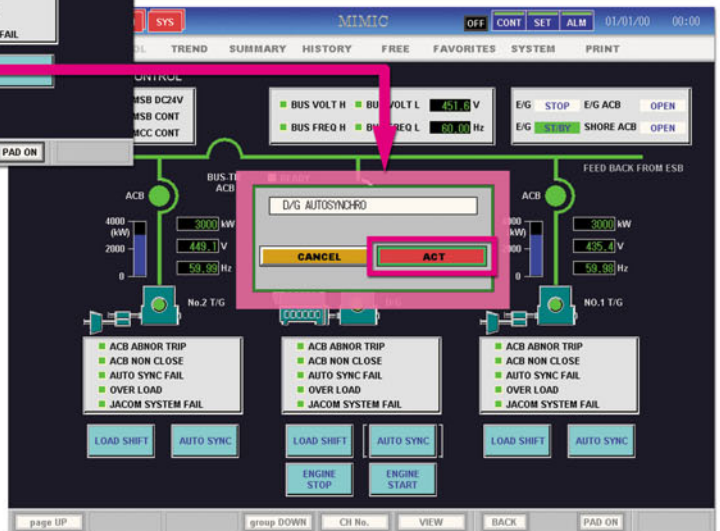 FAIL
PAD ON
SYS
MIMIC
OFF CONT SET ALM 01/01/00 00:00
TREND SUMMARY HISTORY FREE FAVORITES SYSTEM PRINT
MSB DC24V
MSB CONT
MCC CONT
BUS VOLT H BUS VOLT L 451.6 V
BUS FREQ H BUS FREQ L 60.00 Hz
E/G STOP E/G ACB OPEN
E/G ST/BY SHORE ACB OPEN
FEED BACK FROM ESB
BUS-TIE
ACB
READY
ACB
ACB
4000
(kW)
2000
0
3000 kW
449.1 V
59.99 Hz
No.2 T/G
D/G AUTOSYNCHRO
CANCEL ACT
(kW)
3000 kW
435.4 V
59.98 Hz
NO.1 T/G
ACB ABNOR TRIP
ACB NON CLOSE
AUTO SYNC FAIL
OVER LOAD
JACOM SYSTEM FAIL
ACB ABNOR TRIP
ACB NON CLOSE
AUTO SYNC FAIL
OVER LOAD
JACOM SYSTEM FAIL
ACB ABNOR TRIP
ACB NON CLOSE
AUTO SYNC FAIL
OVER LOAD
JACOM SYSTEM FAIL
LOAD SHIFT AUTO SYNC
LOAD SHIFT AUTO SYNC
LOAD SHIFT AUTO SYNC
ENGINE STOP
ENGINE START
page UP group DOWN CH No. VIEW BACK PAD ON